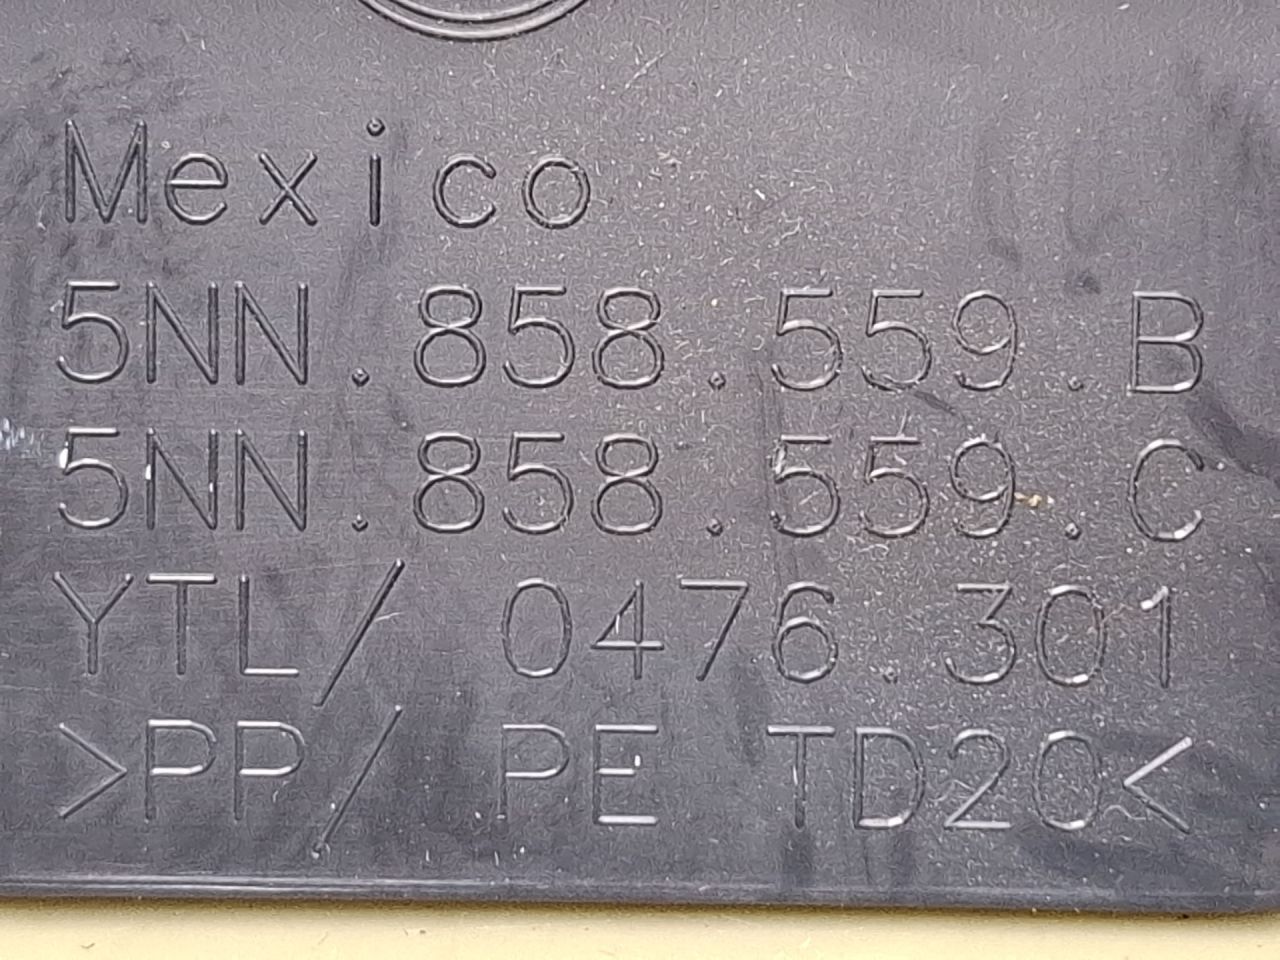 Mexico
5NN.858.559.B
5NN.858.559.C
YTL/ 0476.301
>PP/ PE TD20<